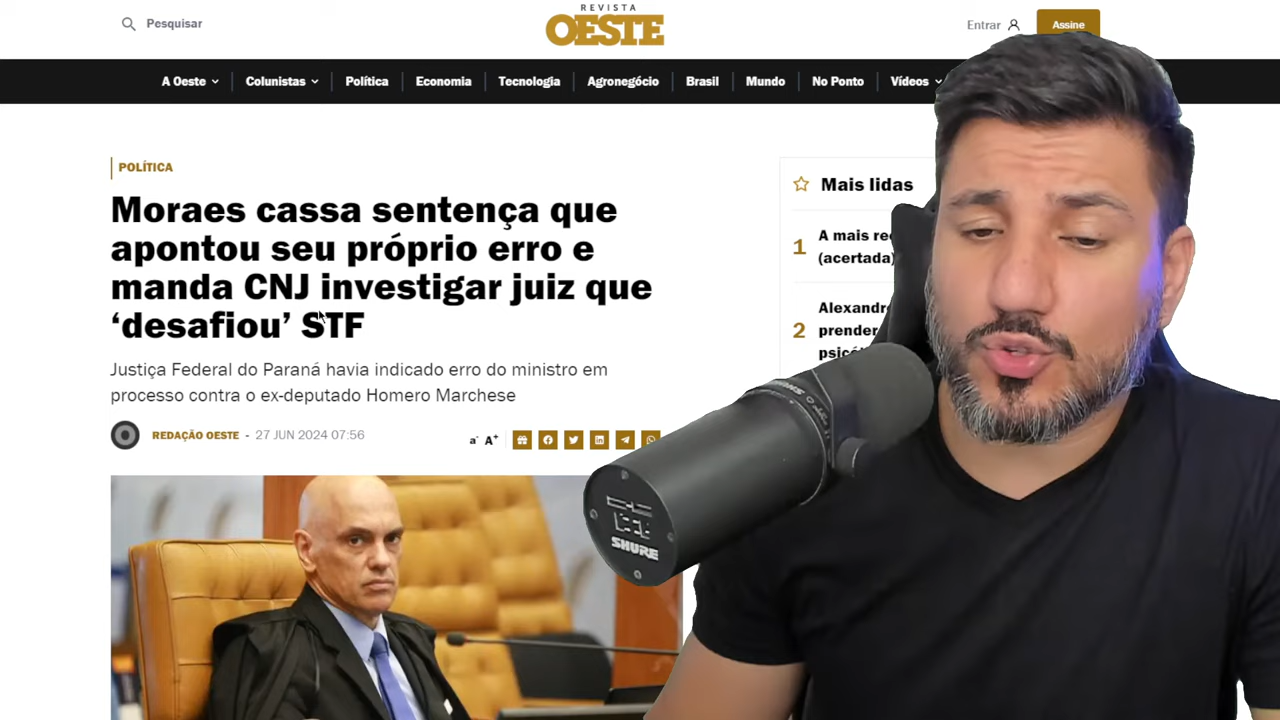 Pesquisar
REVISTA
OESTE
Entrar
Assine
A Oeste
Colunistas
Política
Economia
Tecnologia
Agronegócio
Brasil
Mundo
No Ponto
Vídeos
POLÍTICA
Moraes cassa sentença que
apontou seu próprio erro e
manda CNJ investigar juiz que
‘desafiou’ STF
Justiça Federal do Paraná havia indicado erro do ministro em
processo contra o ex-deputado Homero Marchese
REDAÇÃO OESTE - 27 JUN 2024 07:56
a- A+
Mais lidas
1
A mais
(acertada)
2
prender
SHURE